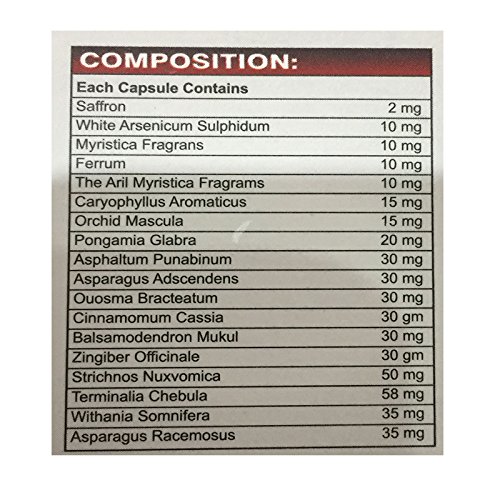 COMPOSITION:
Each Capsule Contains
Saffron 2 mg
White Arsenicum Sulphidum 10 mg
Myristica Fragrans 10 mg
Ferrum 10 mg
The Aril Myristica Fragrams 10 mg
Caryophyllus Aromaticus 15 mg
Orchid Mascula 15 mg
Pongamia Glabra 20 mg
Asphaltum Punabinum 30 mg
Asparagus Adscendens 30 mg
Ouosma Bracteatum 30 mg
Cinnamomum Cassia 30 gm
Balsamodendron Mukul 30 mg
Zingiber Officinale 30 gm
Strichnos Nuxvomica 50 mg
Terminalia Chebula 58 mg
Withania Somnifera 35 mg
Asparagus Racemosus 35 mg